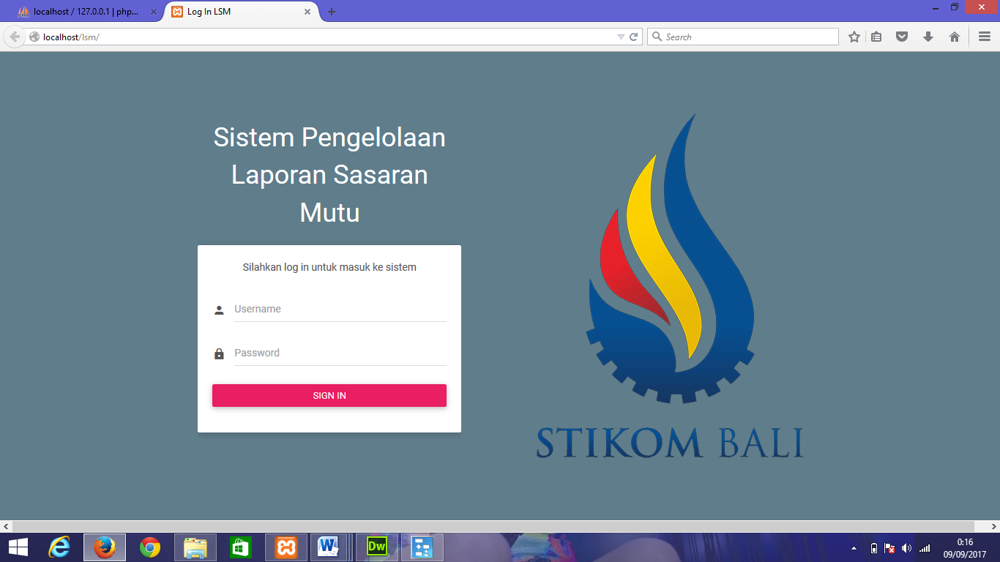 localhost / 127.0.0.1 | php...
Log In LSM
localhost/lsm/
Search
Sistem Pengelolaan
Laporan Sasaran
Mutu
Silahkan log in untuk masuk ke sistem
Username
Password
SIGN IN
STIKOM BALI
Dw
0:16
09/09/2017